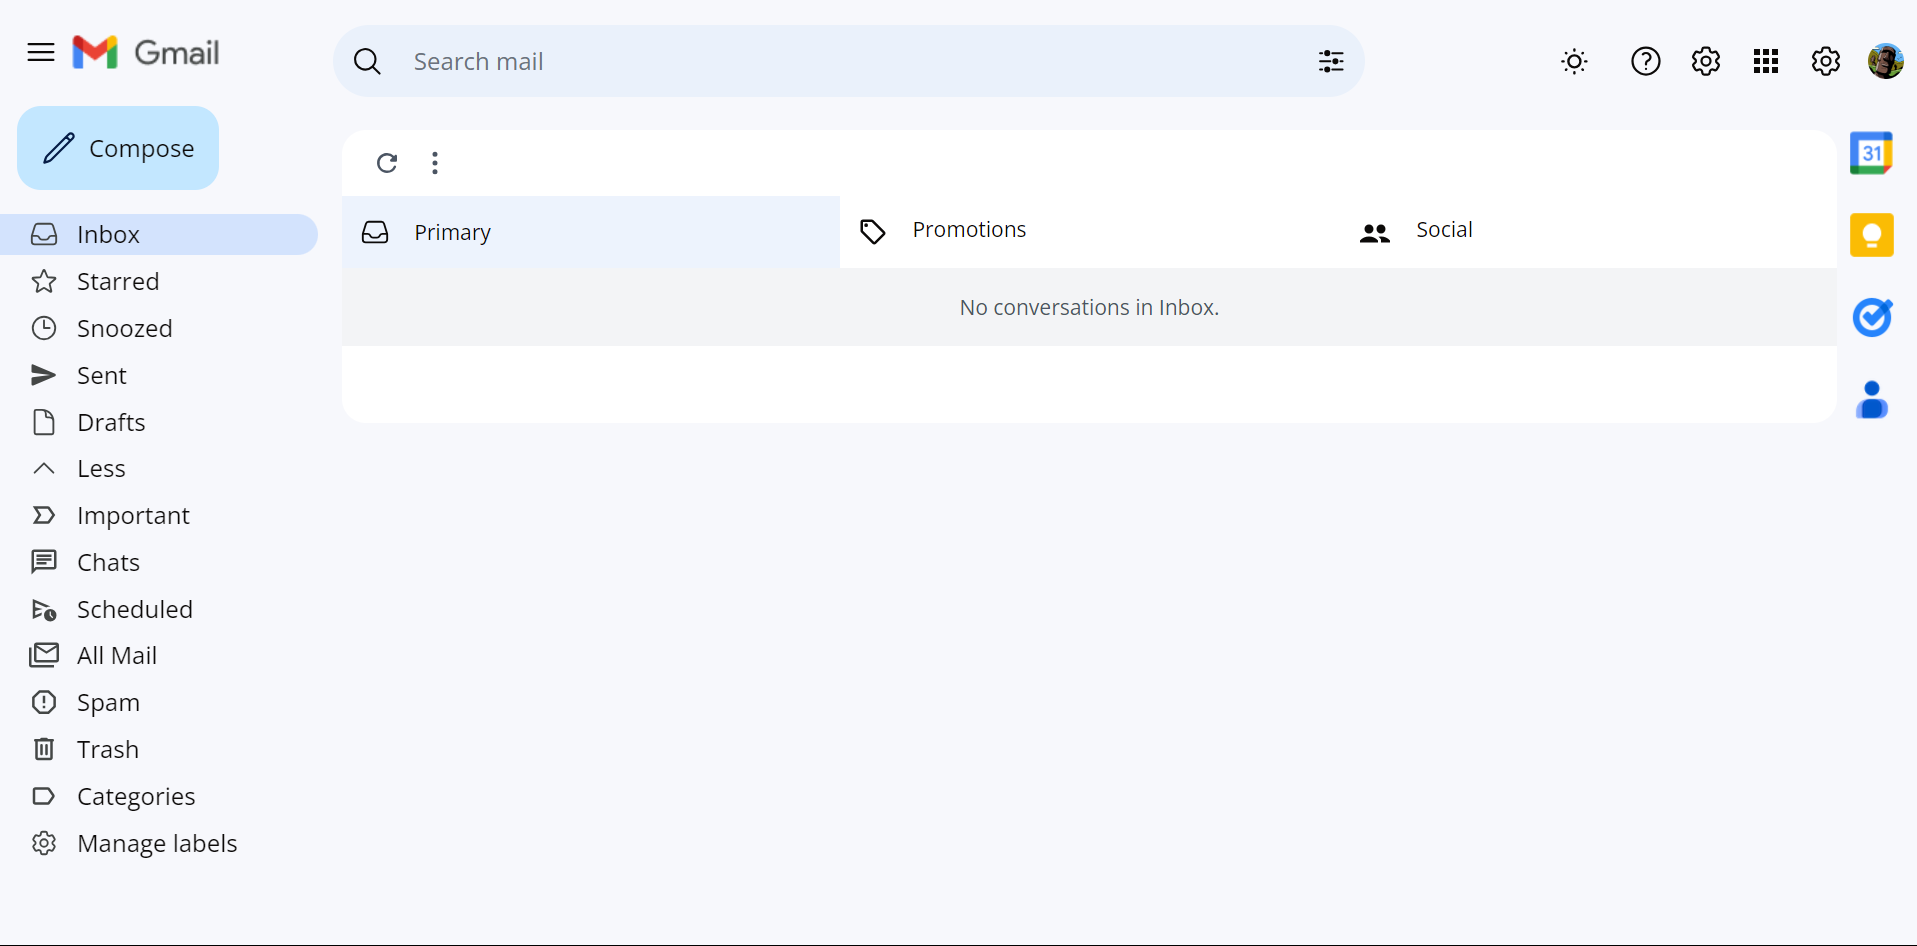 Gmail
Search mail
Compose
31
Inbox
Primary
Promotions
Social
Starred
No conversations in Inbox.
Snoozed
Sent
Drafts
Less
Important
Chats
Scheduled
All Mail
Spam
Trash
Categories
Manage labels